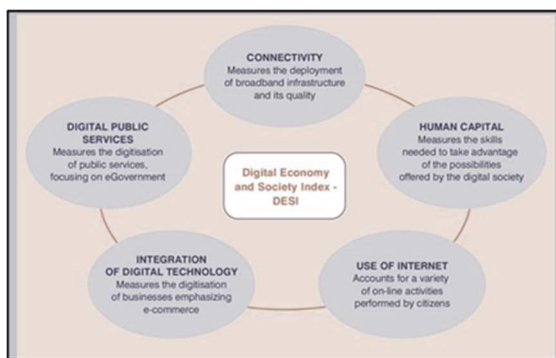 CONNECTIVITY
Measures the deployment
of broadband infrastructure
and its quality
DIGITAL PUBLIC
SERVICES
Measures the digitisation
of public services,
focusing on eGovernment
HUMAN CAPITAL
Measures the skills
needed to take advantage
of the possibilities
offered by the digital society
Digital Economy
and Society Index -
DESI
INTEGRATION
OF DIGITAL TECHNOLOGY
Measures the digitisation
of businesses emphasizing
e-commerce
USE OF INTERNET
Accounts for a variety
of on-line activities
performed by citizens